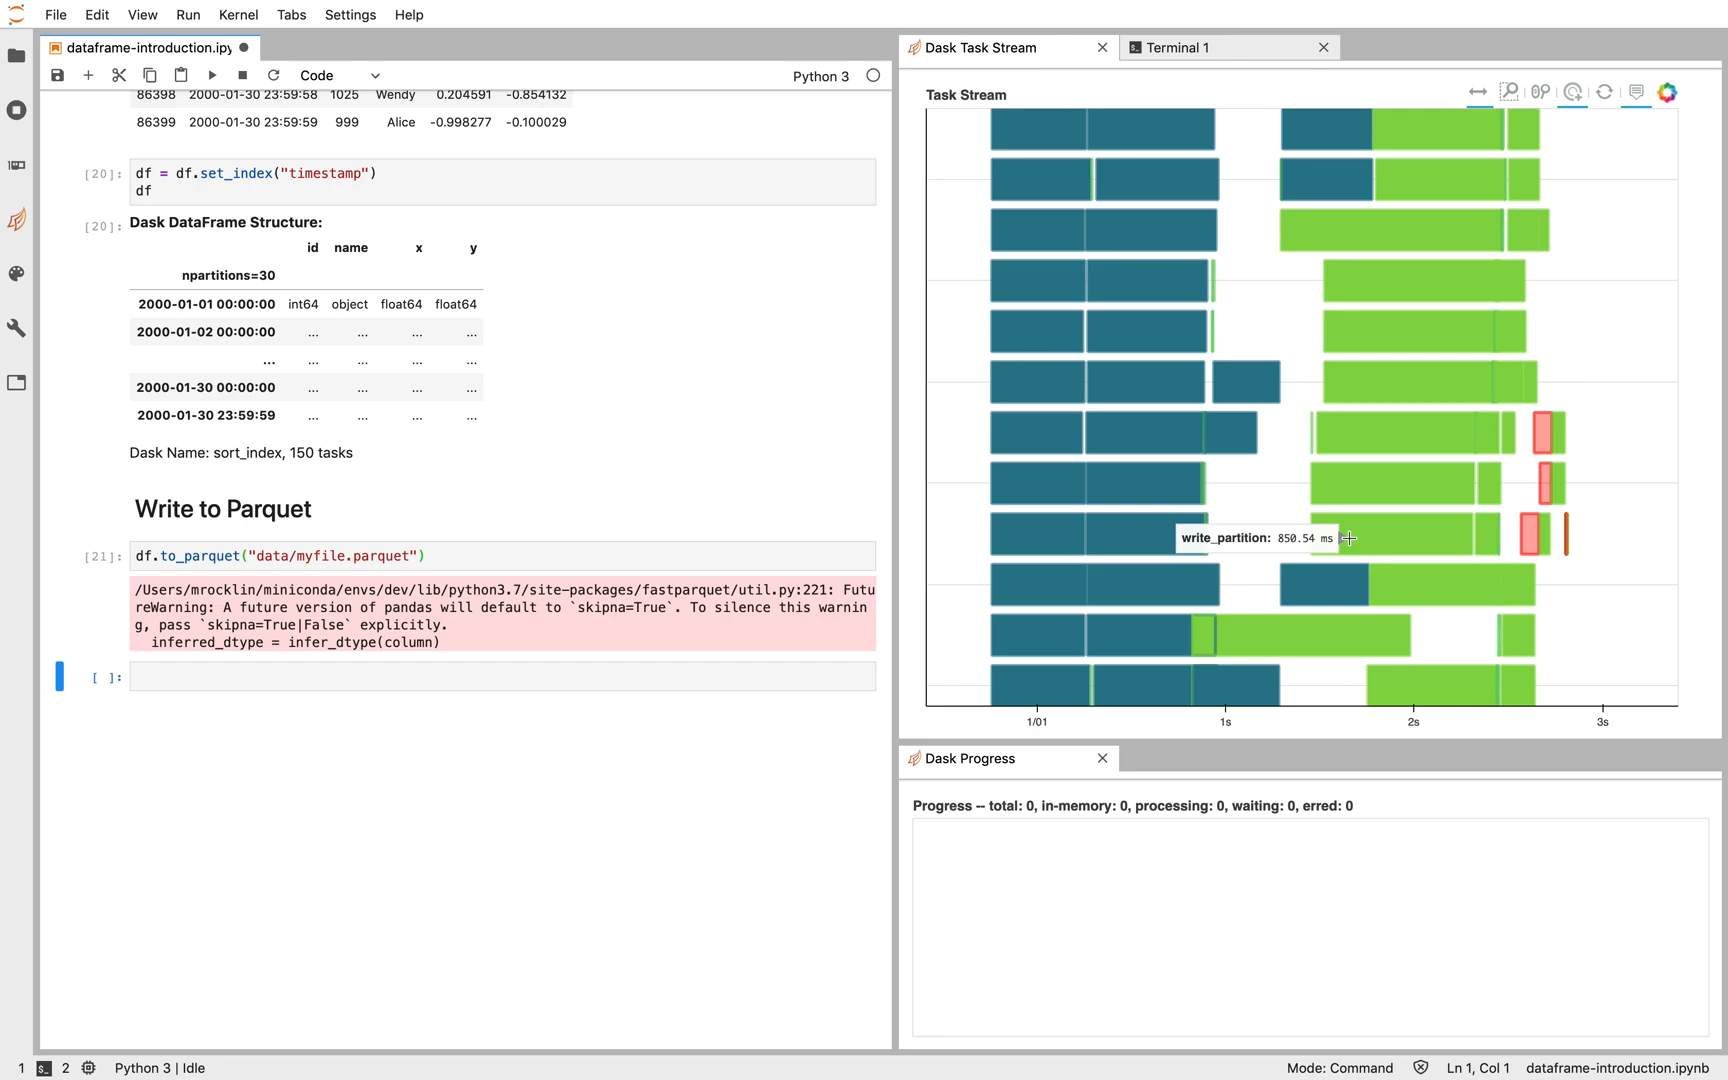 File Edit View Run Kernel Tabs Settings Help
dataframe-introduction.ipy
Code
Python 3
86398 2000-01-30 23:59:58 1025 Wendy 0.204591 -0.854132
86399 2000-01-30 23:59:59 999 Alice -0.998277 -0.100029
[20]: df = df.set_index("timestamp")
df
[20]: Dask DataFrame Structure:
id name x y
npartitions=30
2000-01-01 00:00:00 int64 object float64 float64
2000-01-02 00:00:00 ... ... ... ...
... ... ... ... ...
2000-01-30 00:00:00 ... ... ... ...
2000-01-30 23:59:59 ... ... ... ...
Dask Name: sort_index, 150 tasks
Write to Parquet
[21]: df.to_parquet("data/myfile.parquet")
/Users/mrocklin/miniconda/envs/dev/lib/python3.7/site-packages/fastparquet/util.py:221: Futu
reWarning: A future version of pandas will default to `skipna=True`. To silence this warnin
g, pass `skipna=True|False` explicitly.
inferred_dtype = infer_dtype(column)
[ ]:
Dask Task Stream
Terminal 1
Task Stream
write_partition: 850.54 ms
1/01 1s 2s 3s
Dask Progress
Progress -- total: 0, in-memory: 0, processing: 0, waiting: 0, erred: 0
1 $_ 2 Python 3 | Idle
Mode: Command Ln 1, Col 1 dataframe-introduction.ipynb